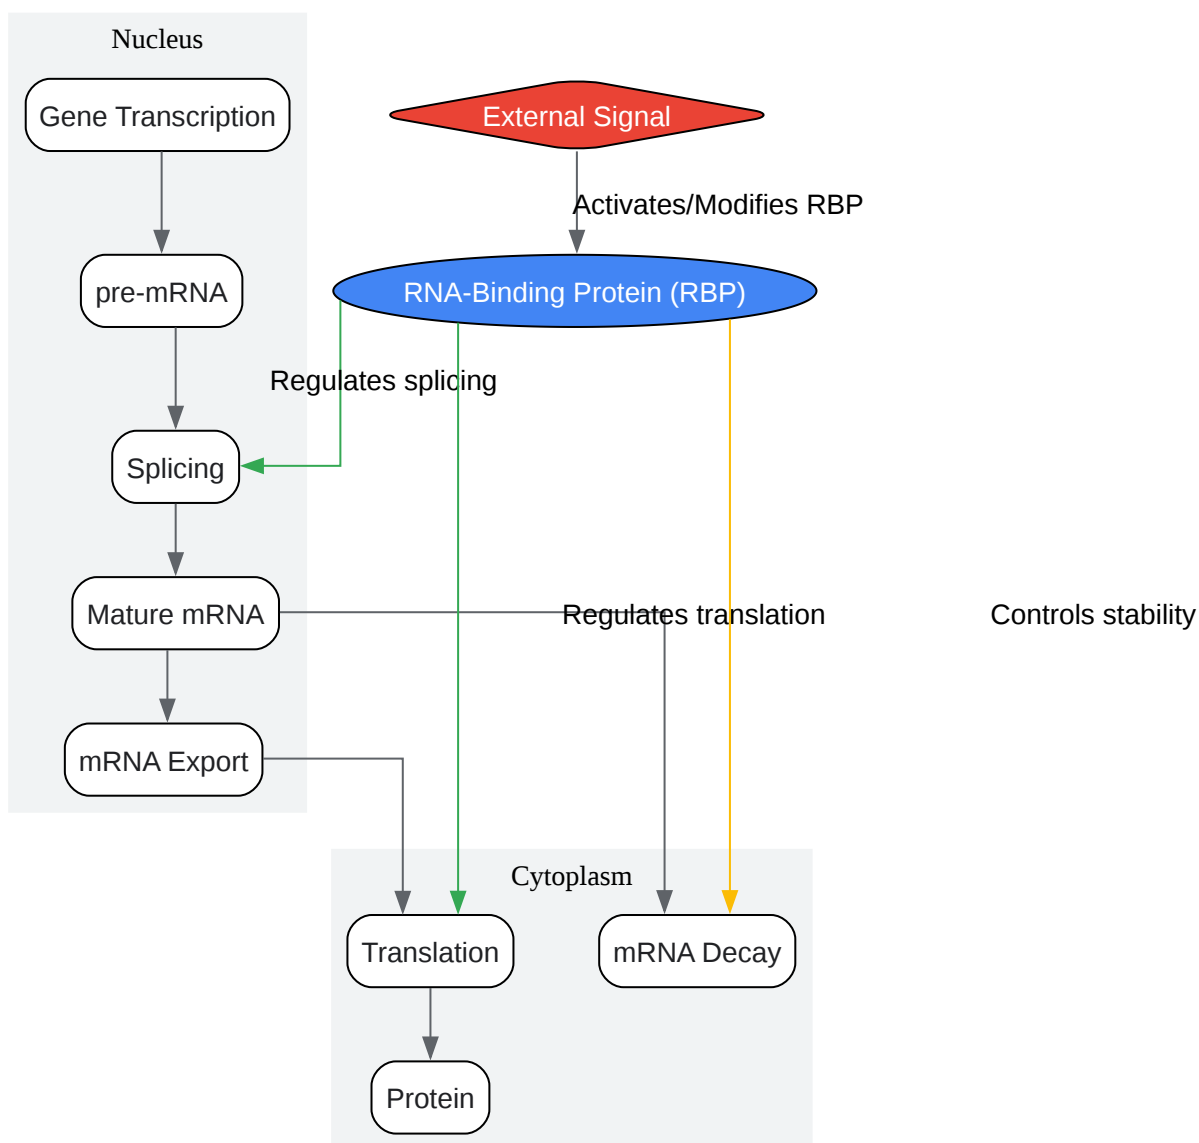 Nucleus
Gene Transcription
External Signal
Activates/Modifies RBP
pre-mRNA
RNA-Binding Protein (RBP)
Regulates splicing
Splicing
Mature mRNA
Regulates translation
Controls stability
mRNA Export
Cytoplasm
Translation
mRNA Decay
Protein